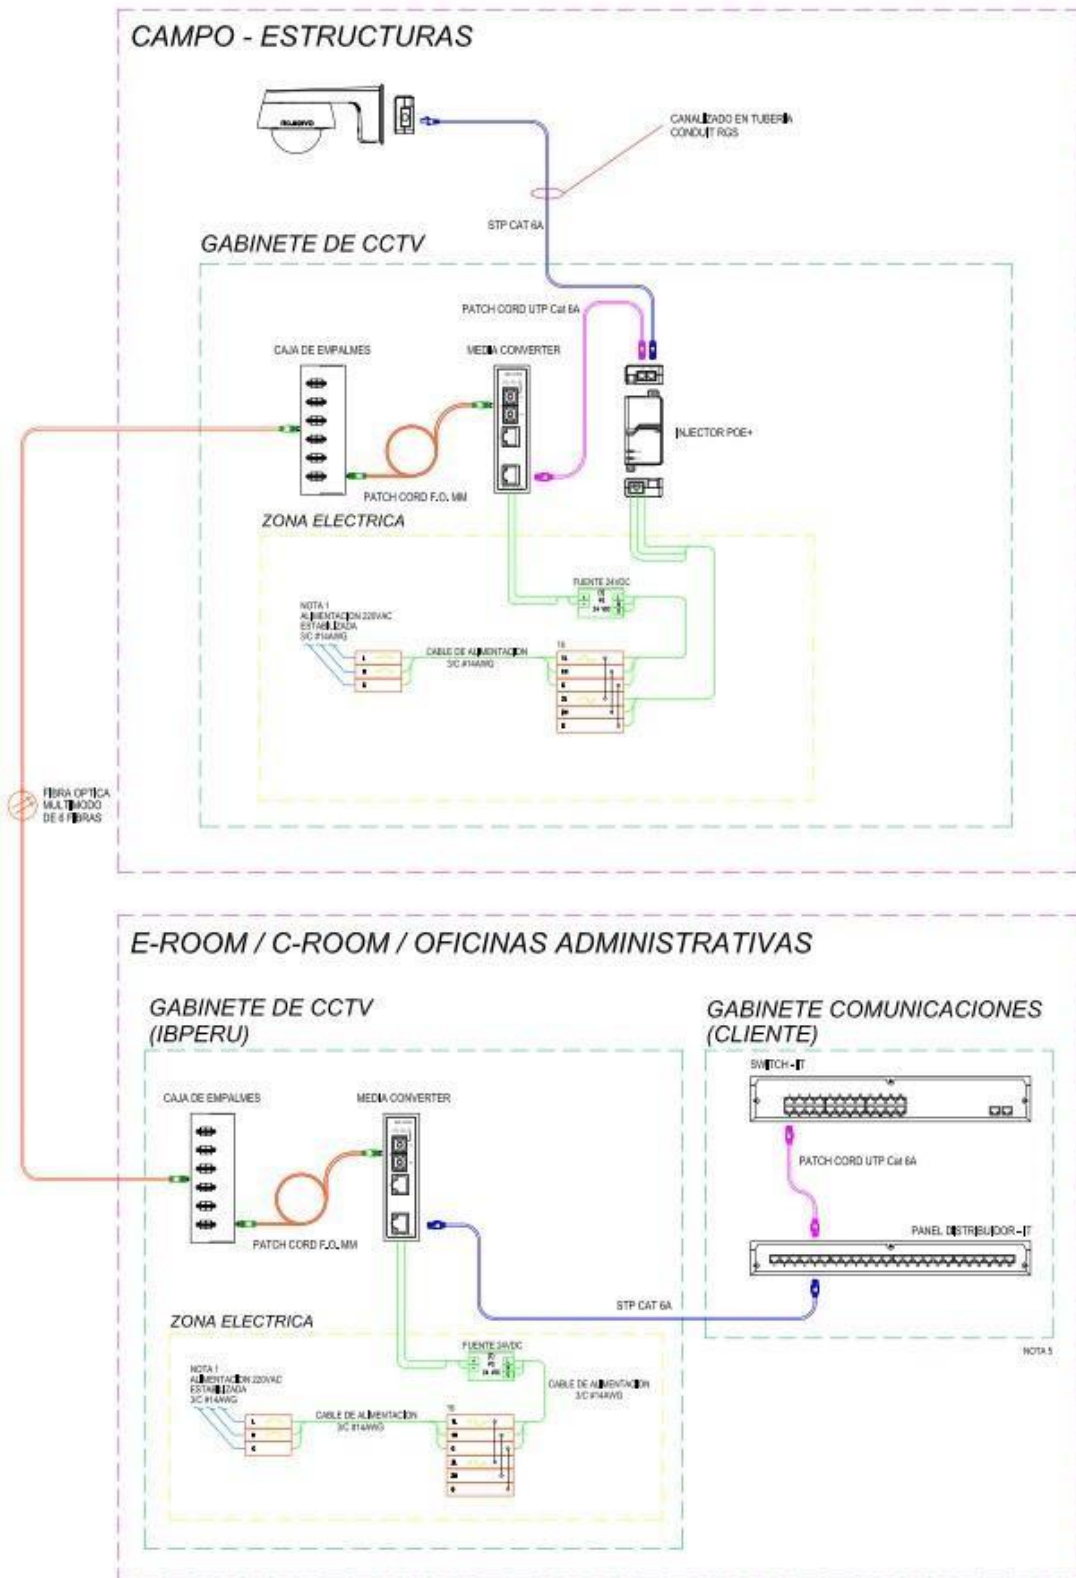 CAMPO - ESTRUCTURAS
CANALIZADO EN TUBERIA
CONDUIT RGS
STP CAT 6A
GABINETE DE CCTV
PATCH CORD UTP Cat 6A
CAJA DE EMPALMES
MEDIA CONVERTER
INJECTOR POE+
PATCH CORD F.O. MM
ZONA ELECTRICA
FUENTE 24VDC
24 VDC
NOTA 1
ALIMENTACION 220VAC
ESTABILIZADA
3/C #14AWG
CABLE DE ALIMENTACION
3/C #14AWG
FIBRA OPTICA
MULTIMODO
DE 6 FIBRAS
E-ROOM / C-ROOM / OFICINAS ADMINISTRATIVAS
GABINETE DE CCTV
(IBPERU)
GABINETE COMUNICACIONES
(CLIENTE)
SWITCH - IT
CAJA DE EMPALMES
MEDIA CONVERTER
PATCH CORD UTP Cat 6A
PANEL DISTRIBUIDOR - IT
PATCH CORD F.O. MM
STP CAT 6A
ZONA ELECTRICA
NOTA 5
FUENTE 24VDC
24 VDC
NOTA 1
ALIMENTACION 220VAC
ESTABILIZADA
3/C #14AWG
CABLE DE ALIMENTACION
3/C #14AWG
CABLE DE ALIMENTACION
3/C #14AWG